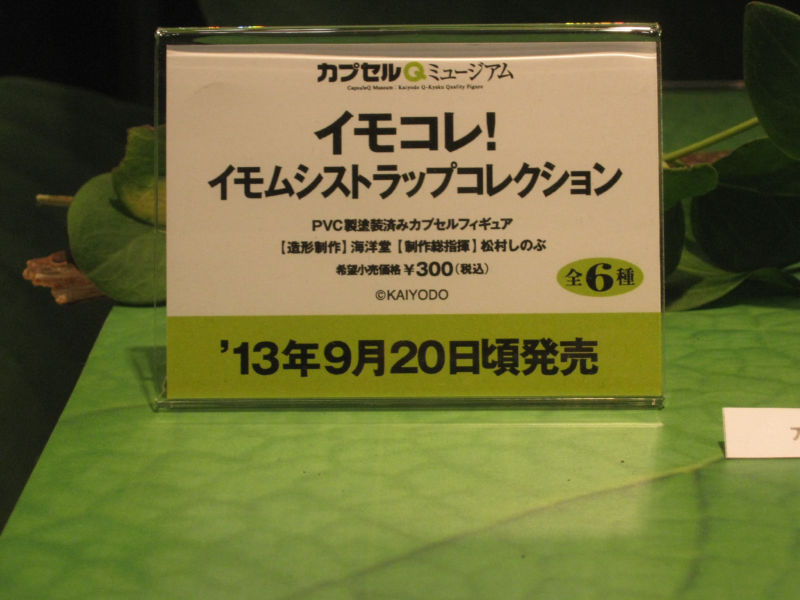 カプセルQミュージアム
CapsuleQ Museum : Kaiyodo Q-Kyoku Quality Figure
イモコレ!
イモムシストラップコレクション
PVC製塗装済みカプセルフィギュア
【造形制作】海洋堂【制作総指揮】松村しのぶ
希望小売価格¥300(税込)
全6種
©KAIYODO
'13年9月20日頃発売